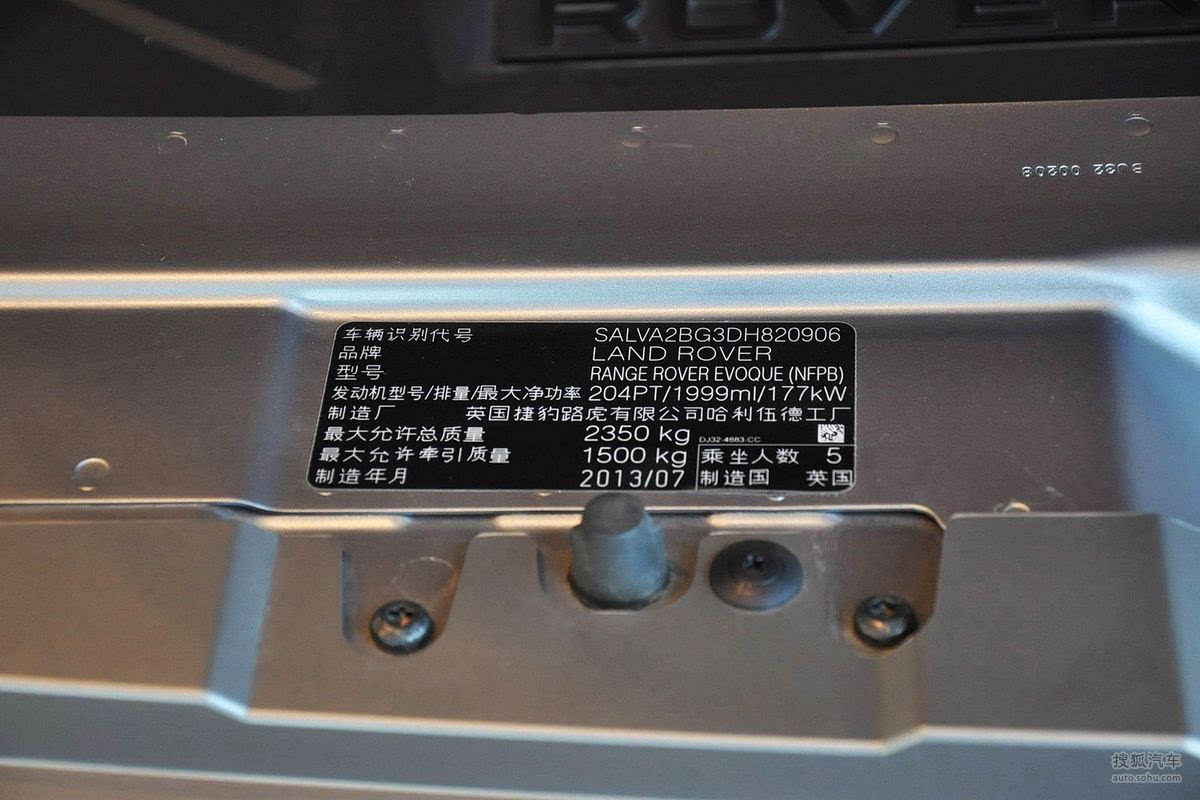 ROVER
BJ32 00208
车辆识别代号 SALVA2BG3DH820906
品牌 LAND ROVER
型号 RANGE ROVER EVOQUE (NFPB)
发动机型号/排量/最大净功率 204PT/1999ml/177kW
制造厂 英国捷豹路虎有限公司哈利伍德工厂
最大允许总质量 2350 kg
DJ32-4883-CC
最大允许牵引质量 1500 kg 乘坐人数 5
制造年月 2013/07 制造国 英国
搜狐汽车
auto.sohu.com